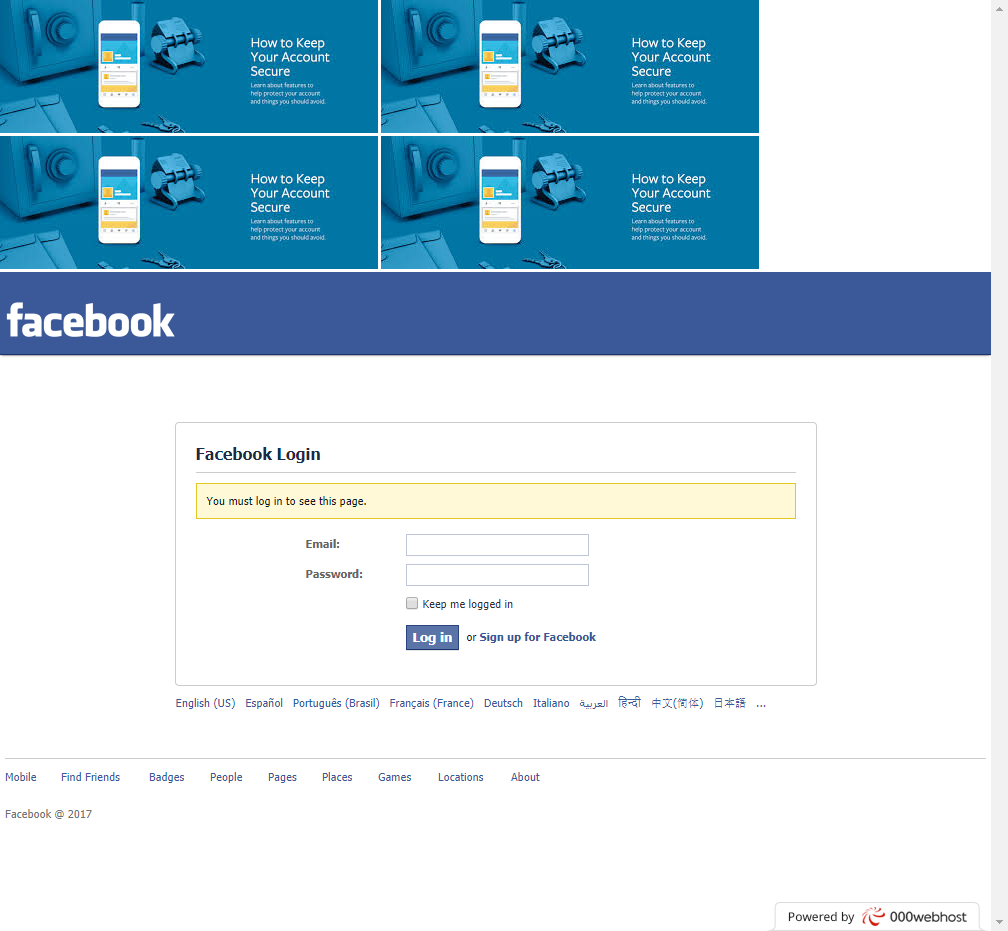 How to Keep
Your Account
Secure
Learn about features to
help protect your account
and things you should avoid.
How to Keep
Your Account
Secure
Learn about features to
help protect your account
and things you should avoid.
How to Keep
Your Account
Secure
Learn about features to
help protect your account
and things you should avoid.
How to Keep
Your Account
Secure
Learn about features to
help protect your account
and things you should avoid.
facebook
Facebook Login
You must log in to see this page.
Email:
Password:
Keep me logged in
Log in or Sign up for Facebook
English (US) Español Português (Brasil) Français (France) Deutsch Italiano العربية हिन्दी 中文(简体) 日本語 ...
Mobile Find Friends Badges People Pages Places Games Locations About
Facebook @ 2017
Powered by 000webhost